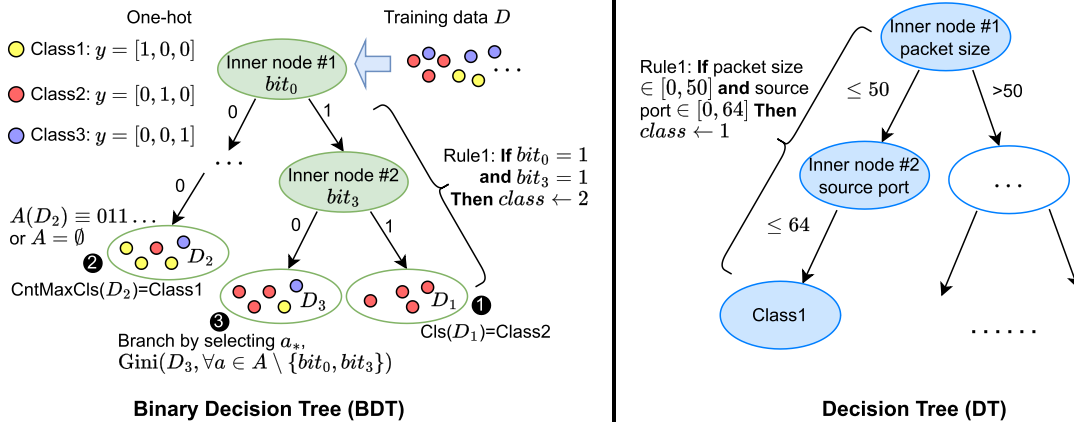 One-hot
Training data D
Class1: y = [1, 0, 0]
Class2: y = [0, 1, 0]
Class3: y = [0, 0, 1]
Inner node #1
bit₀
...
0
1
...
Inner node #2
bit₃
0
0
1
Rule1: If bit₀ = 1
and bit₃ = 1
Then class ← 2
A(D₂) ≡ 011 ...
or A = ∅
D₂
2
CntMaxCls(D₂)=Class1
D₃
D₁
1
3
Cls(D₁)=Class2
Branch by selecting a∗,
Gini(D₃, ∀a ∈ A \ {bit₀, bit₃})
Binary Decision Tree (BDT)
Inner node #1
packet size
Rule1: If packet size
∈ [0, 50] and source
port ∈ [0, 64] Then
class ← 1
≤ 50
>50
Inner node #2
source port
...
≤ 64
Class1
......
Decision Tree (DT)